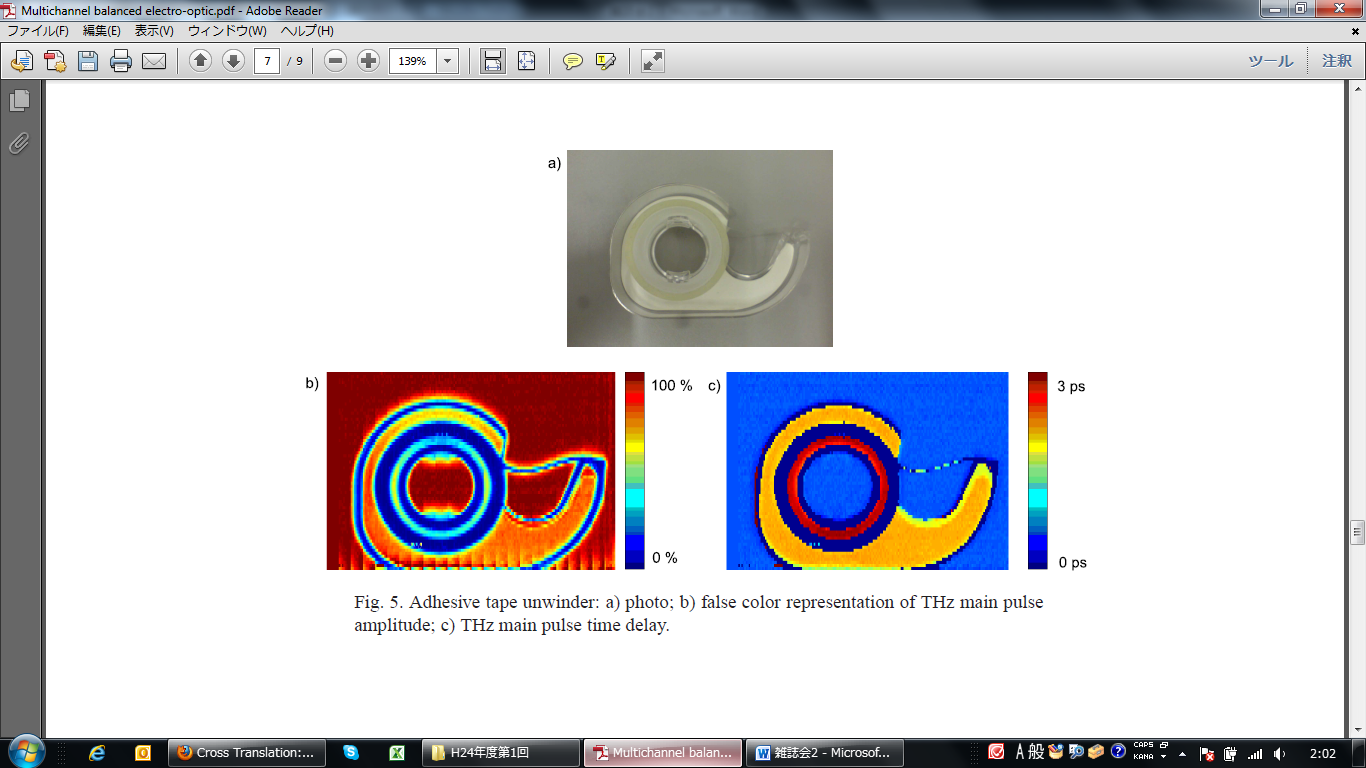 Multichannel balanced electro-optic.pdf - Adobe Reader
ファイル(F) 編集(E) 表示(V) ウィンドウ(W) ヘルプ(H)
7 / 9 139% ツール 注釈
a)
b) 100 % c) 3 ps
0 % 0 ps
Fig. 5. Adhesive tape unwinder: a) photo; b) false color representation of THz main pulse
amplitude; c) THz main pulse time delay.
Cross Translation:... H24年度第1回 Multichannel balan... 雑誌会2 - Microsof... A 般 CAPS KANA 2:02